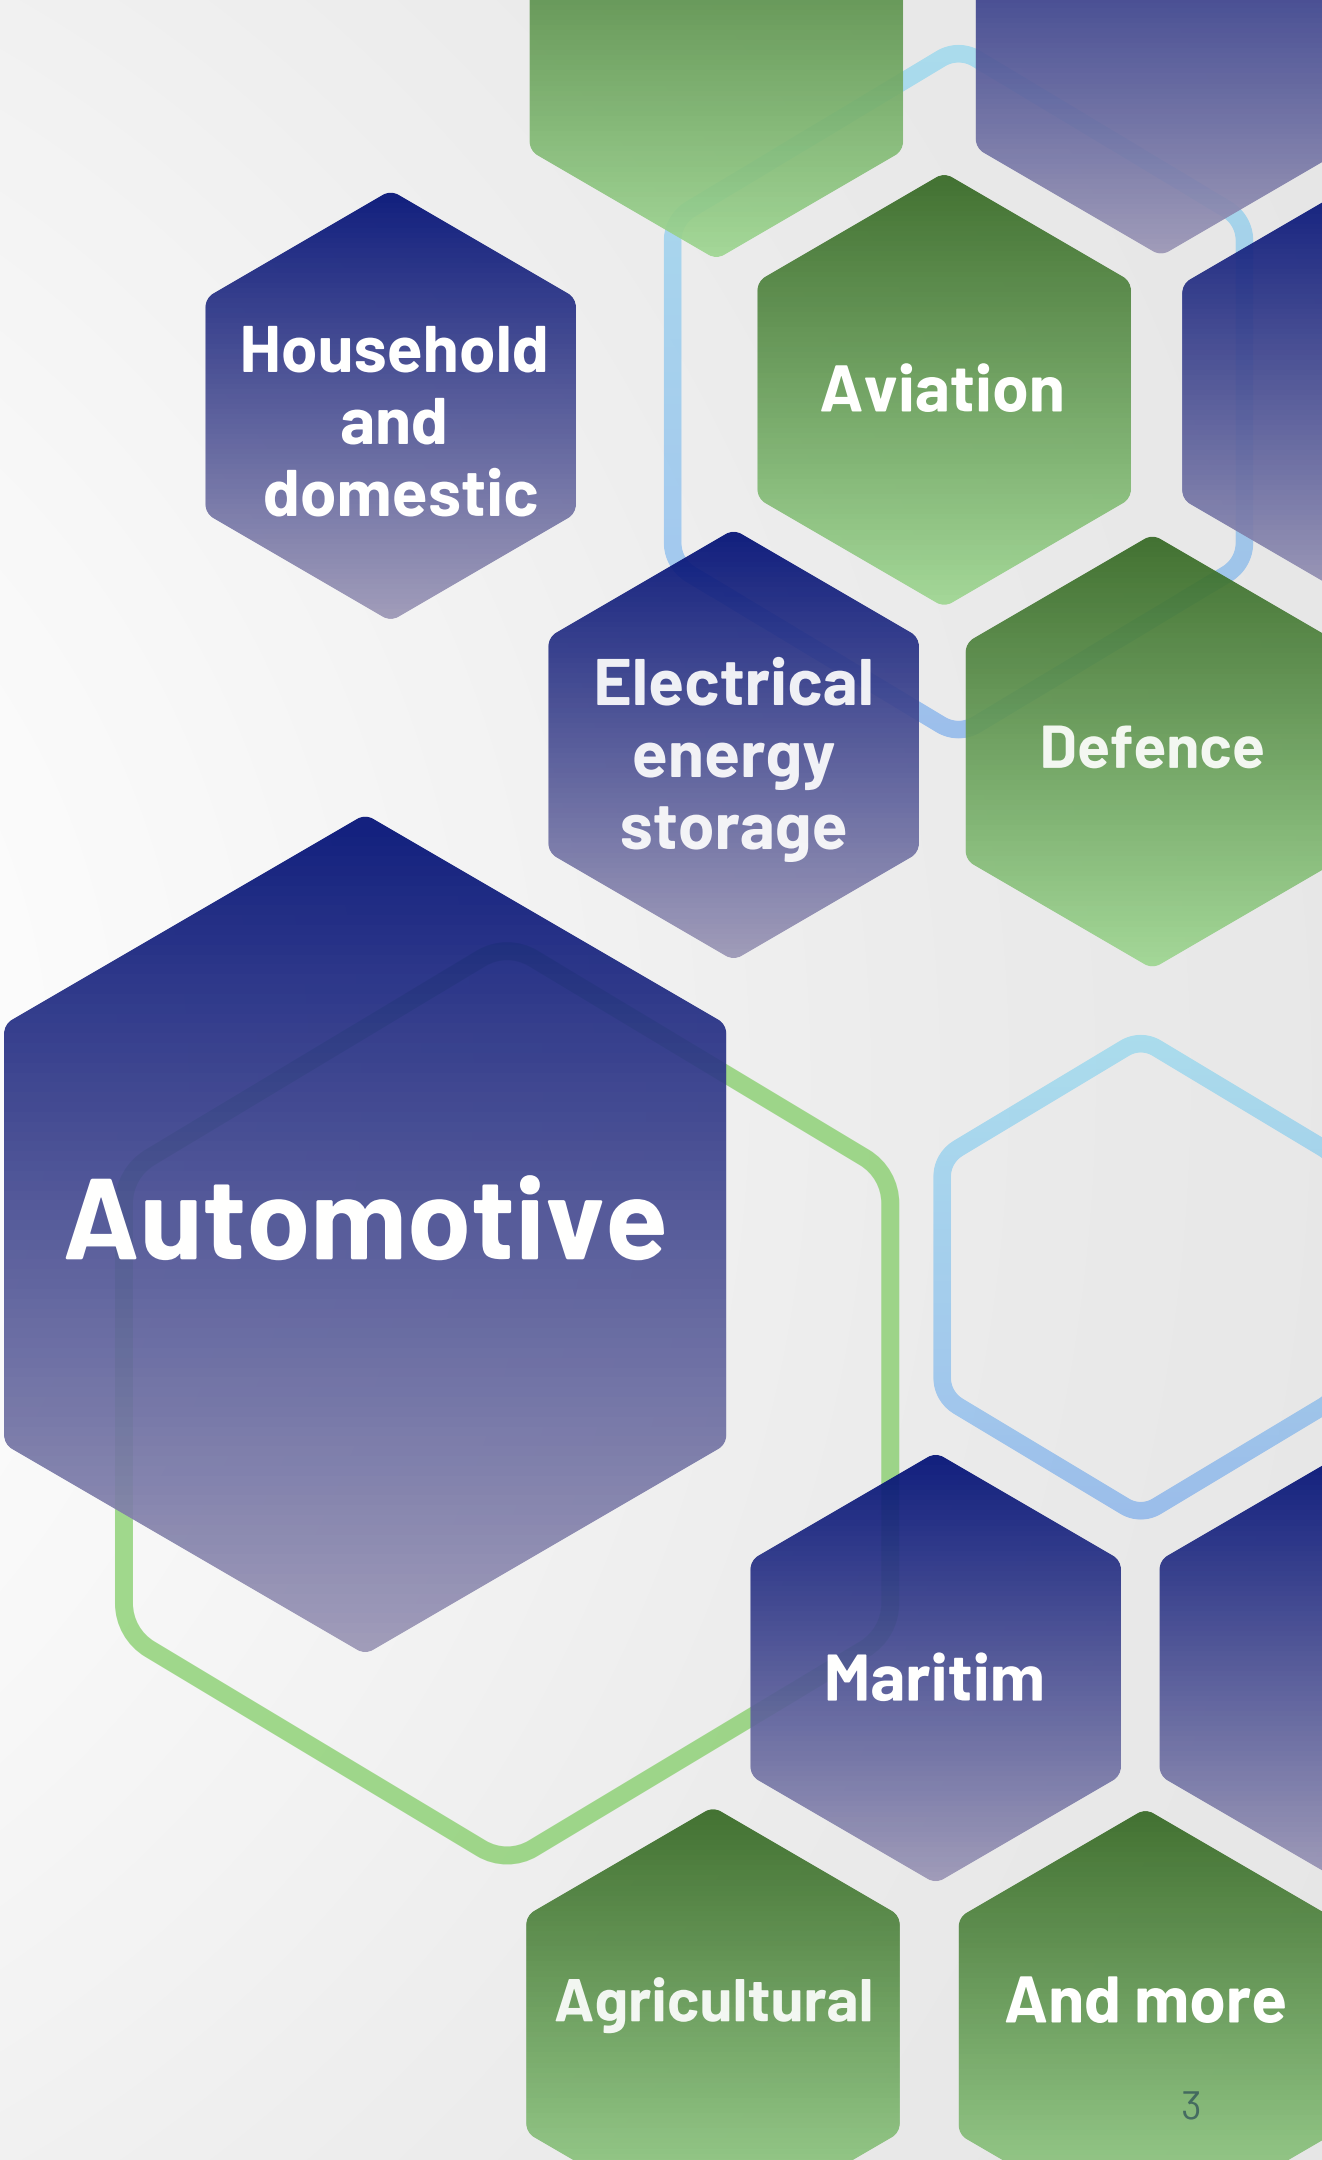 Household
and
domestic
Aviation
Electrical
energy
storage
Defence
Automotive
Maritim
Agricultural
And more
3